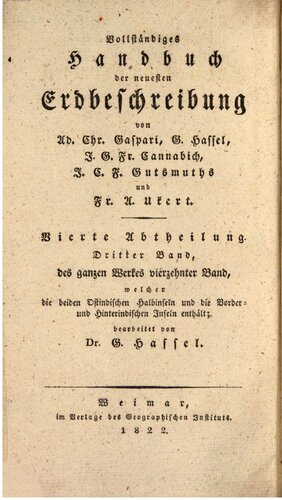 Vollständiges
Handbuch
der neuesten
Erdbeschreibung
von
Ad. Chr. Gaspari, G. Hassel,
J. G. Fr. Cannabich,
J. C. F. Gutsmuths
und
Fr. A. Ukert.
Vierte Abtheilung.
Dritter Band,
des ganzen Werkes vierzehnter Band,
welcher
die beiden Ostindischen Halbinseln und die Vorder-
und Hinterindischen Inseln enthält;
bearbeitet von
Dr. G. Hassel.
Weimar,
im Verlage des Geographischen Instituts.
1822.